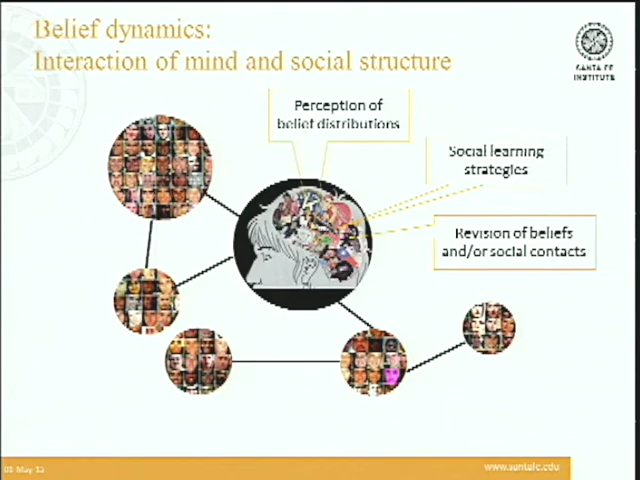 Belief dynamics:
Interaction of mind and social structure
SANTA FE
INSTITUTE
Perception of
belief distributions
Social learning
strategies
Revision of beliefs
and/or social contacts
www.santafe.edu